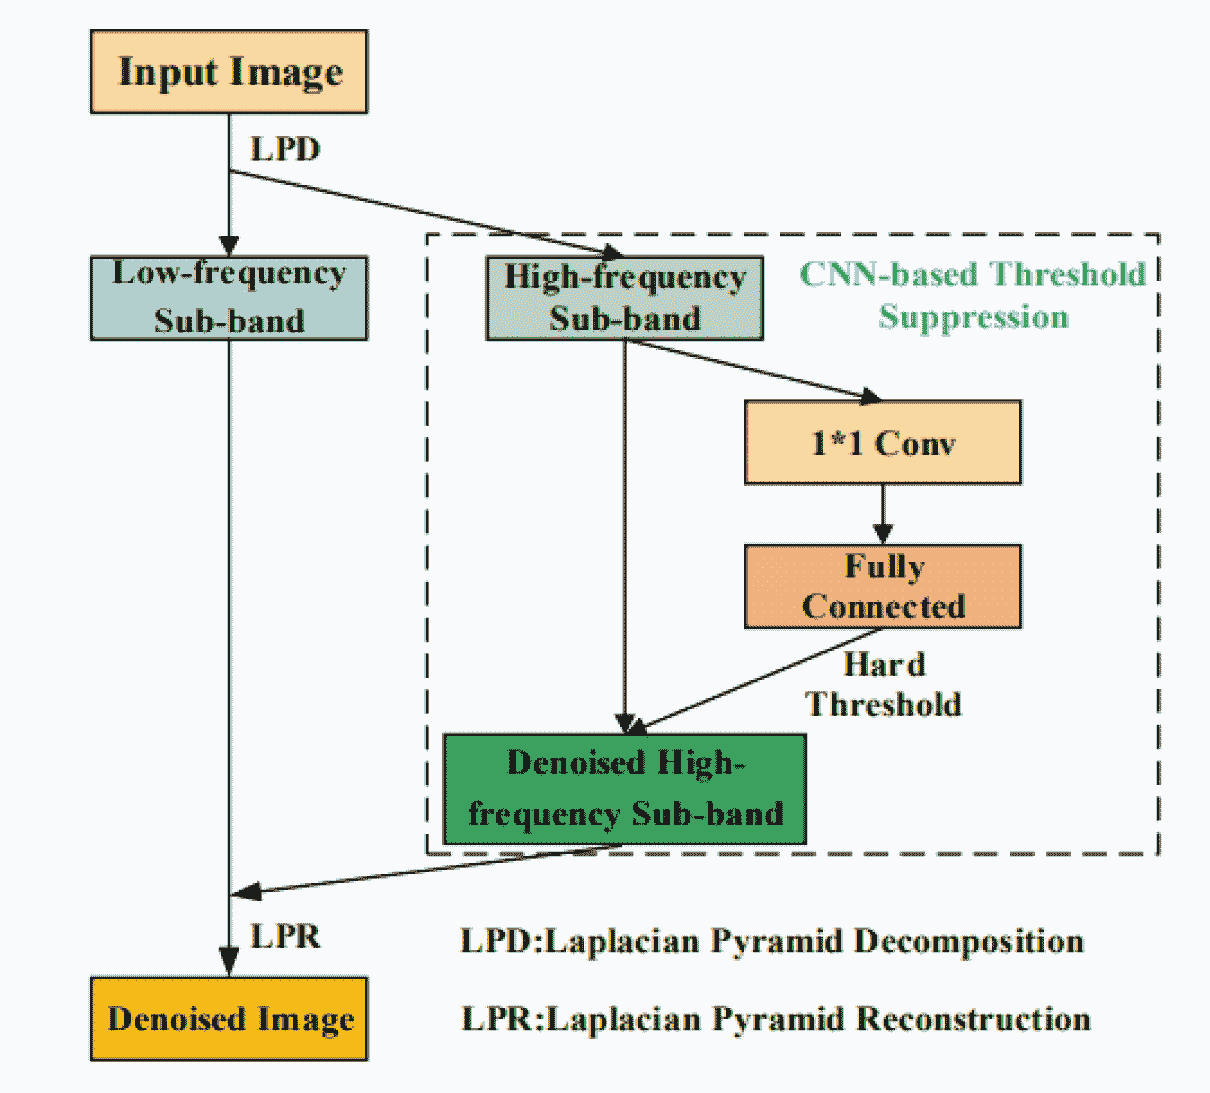 Input Image
LPD
Low-frequency
Sub-band
High-frequency
Sub-band
CNN-based Threshold
Suppression
1*1 Conv
Fully
Connected
Hard
Threshold
Denoised High-
frequency Sub-band
LPR
Denoised Image
LPD:Laplacian Pyramid Decomposition
LPR:Laplacian Pyramid Reconstruction